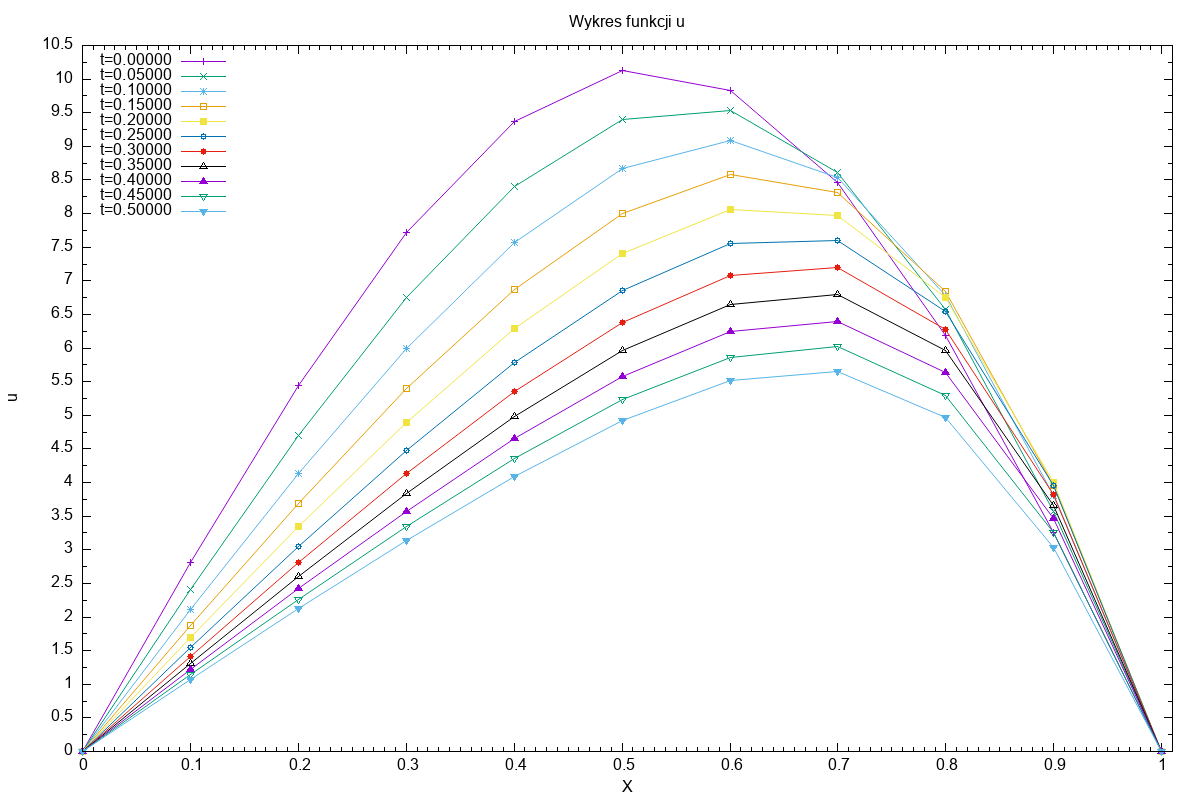 Wykres funkcji u
10.5
10
9.5
9
8.5
8
7.5
7
6.5
6
5.5
5
4.5
4
3.5
3
2.5
2
1.5
1
0.5
0
u
t=0.00000
t=0.05000
t=0.10000
t=0.15000
t=0.20000
t=0.25000
t=0.30000
t=0.35000
t=0.40000
t=0.45000
t=0.50000
0 0.1 0.2 0.3 0.4 0.5 0.6 0.7 0.8 0.9 1
X